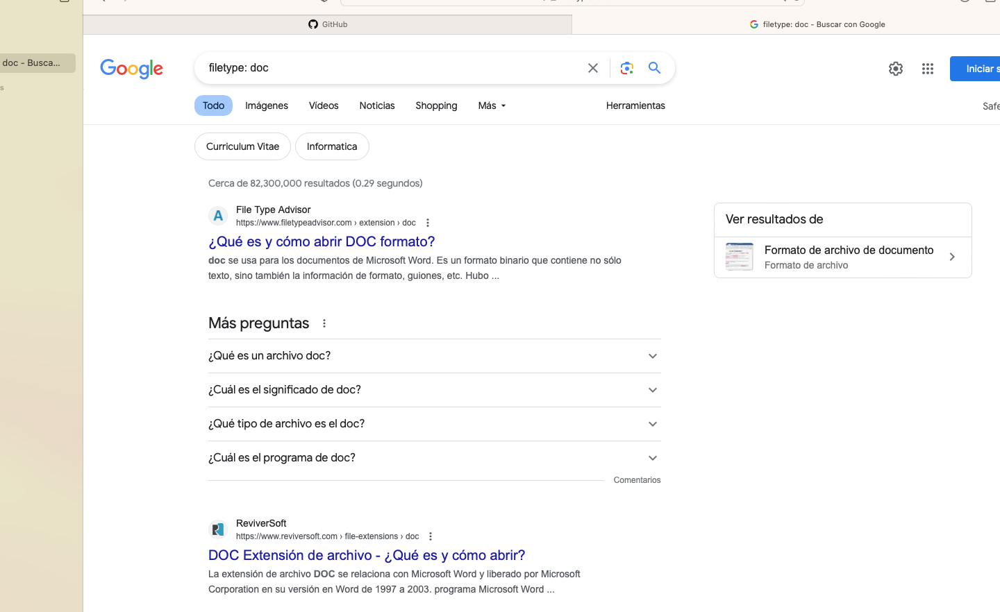 GitHub
filetype: doc - Buscar con Google
doc - Busca...
s
Google
filetype: doc
Iniciar s
Todo
Imágenes
Vídeos
Noticias
Shopping
Más
Herramientas
Safe
Curriculum Vitae
Informatica
Cerca de 82,300,000 resultados (0.29 segundos)
File Type Advisor
https://www.filetypeadvisor.com › extension › doc
¿Qué es y cómo abrir DOC formato?
doc se usa para los documentos de Microsoft Word. Es un formato binario que contiene no sólo
texto, sino también la información de formato, guiones, etc. Hubo ...
Ver resultados de
Formato de archivo de documento
Formato de archivo
Más preguntas
¿Qué es un archivo doc?
¿Cuál es el significado de doc?
¿Qué tipo de archivo es el doc?
¿Cuál es el programa de doc?
Comentarios
ReviverSoft
https://www.reviversoft.com › file-extensions › doc
DOC Extensión de archivo - ¿Qué es y cómo abrir?
La extensión de archivo DOC se relaciona con Microsoft Word y liberado por Microsoft
Corporation en su versión en Word de 1997 a 2003. programa Microsoft Word ...